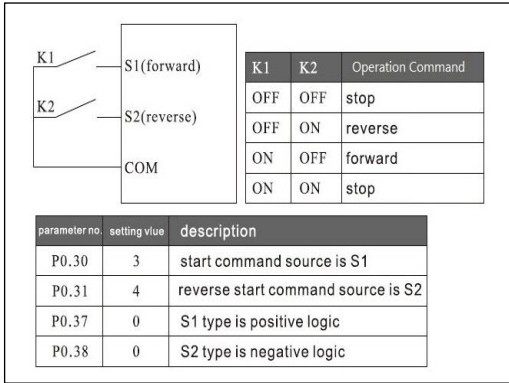 K1
S1(forward)
K2
S2(reverse)
COM
K1 K2 Operation Command
OFF OFF stop
OFF ON reverse
ON OFF forward
ON ON stop
parameter no. setting vlue description
P0.30 3 start command source is S1
P0.31 4 reverse start command source is S2
P0.37 0 S1 type is positive logic
P0.38 0 S2 type is negative logic